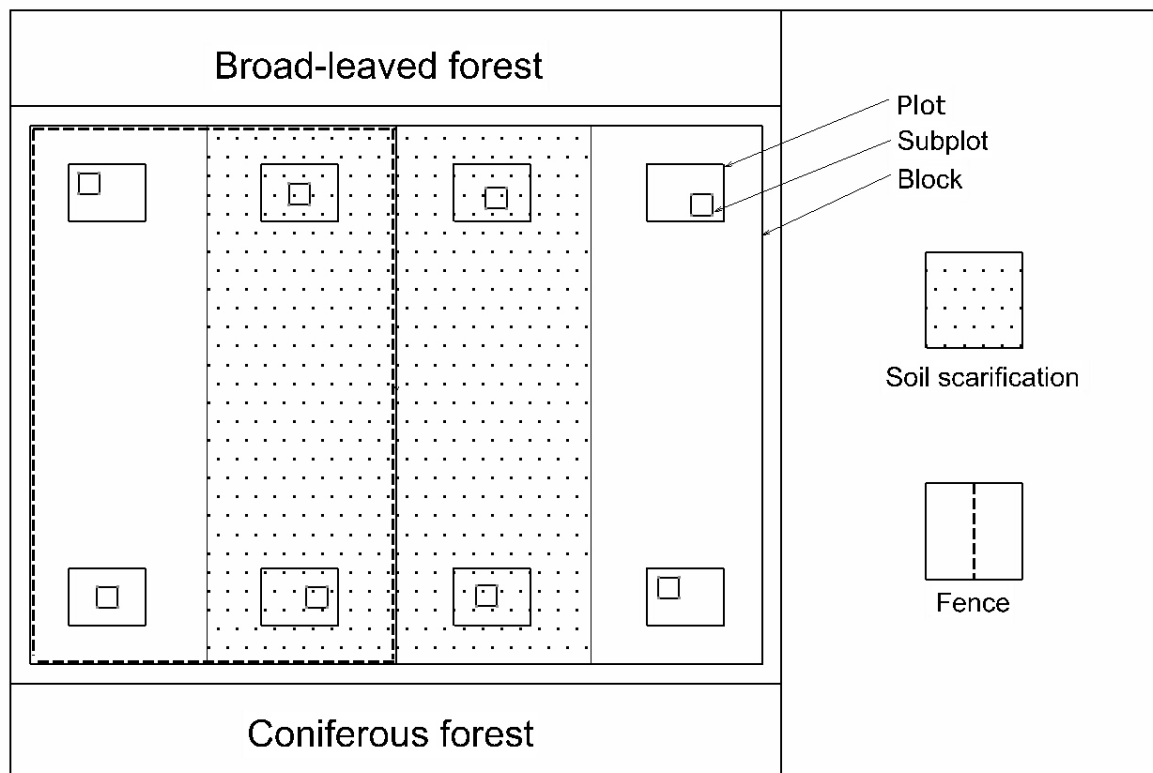 Broad-leaved forest
Plot
Subplot
Block
Soil scarification
Fence
Coniferous forest